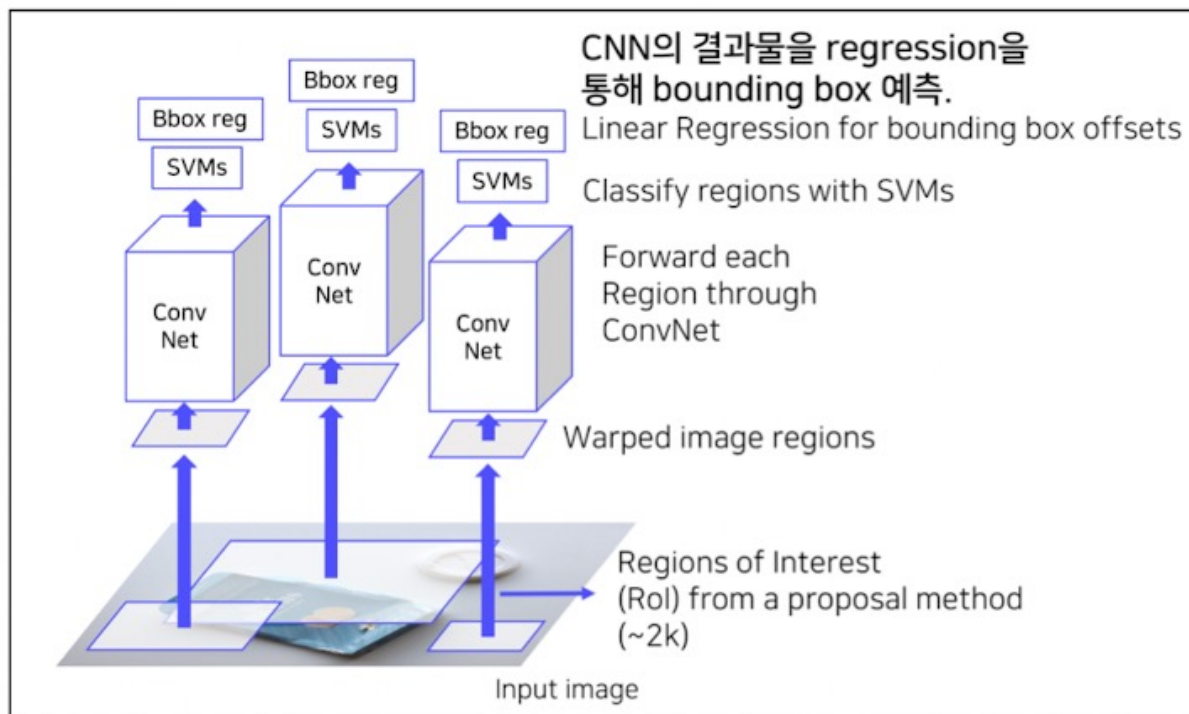 CNN의 결과물을 regression을
통해 bounding box 예측.
Linear Regression for bounding box offsets
Bbox reg
SVMs
Conv
Net
Bbox reg
SVMs
Conv
Net
Bbox reg
SVMs
Conv
Net
Classify regions with SVMs
Forward each
Region through
ConvNet
Warped image regions
Regions of Interest
(RoI) from a proposal method
(~2k)
Input image